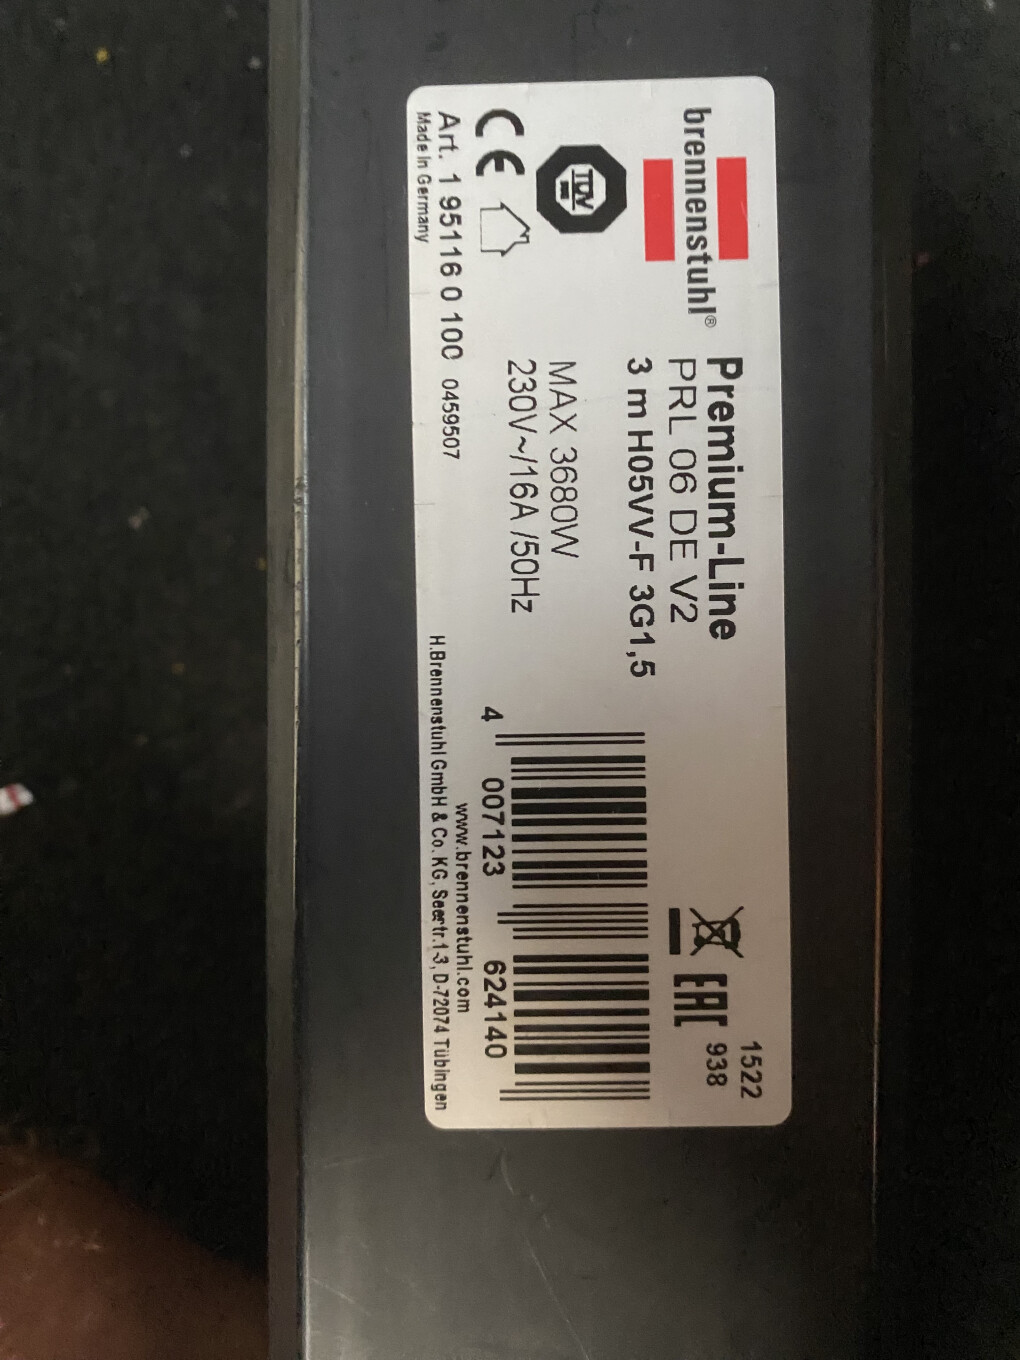 brennenstuhl®
TÜV
CE
Art. 1 95116 0 100 0459507
Made in Germany
Premium-Line
PRL 06 DE V2
3 m H05VV-F 3G1,5
MAX 3680W
230V~/16A /50Hz
1522
938
EAC
4 007123 624140
www.brennenstuhl.com
H.Brennenstuhl GmbH & Co. KG, Seestr.1-3, D-72074 Tübingen